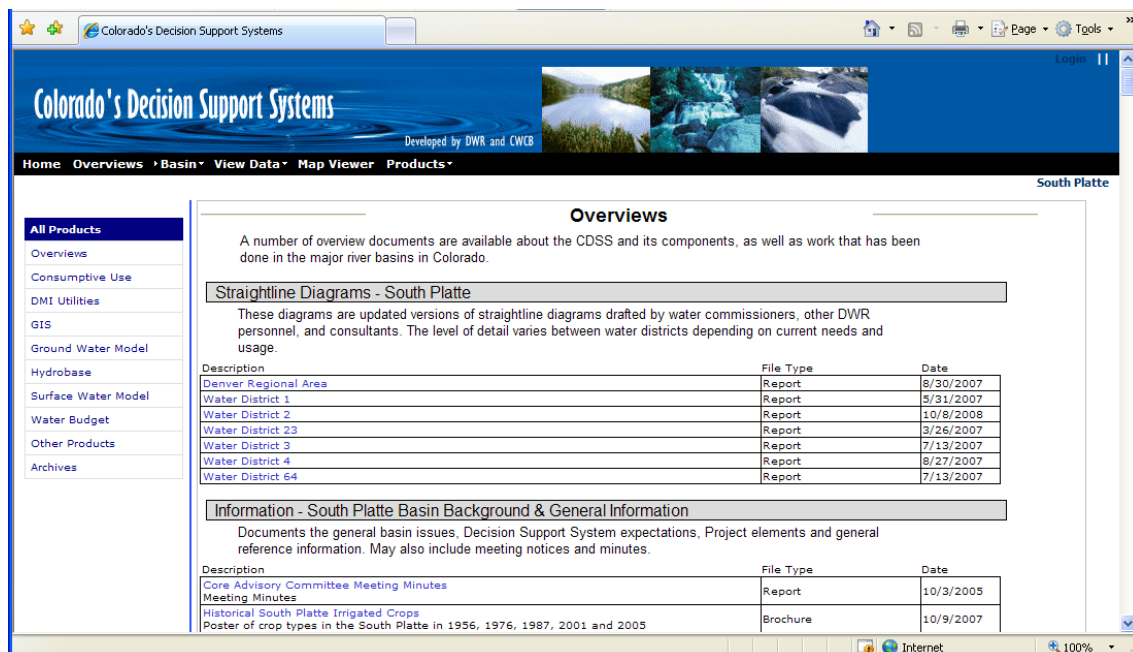 Colorado's Decision Support Systems
Page
Tools
»
Login ||
Colorado's Decision Support Systems
Developed by DWR and CWCB
Home Overviews Basin View Data Map Viewer Products
South Platte
All Products
Overviews
Consumptive Use
DMI Utilities
GIS
Ground Water Model
Hydrobase
Surface Water Model
Water Budget
Other Products
Archives
Overviews
A number of overview documents are available about the CDSS and its components, as well as work that has been
done in the major river basins in Colorado.
Straightline Diagrams - South Platte
These diagrams are updated versions of straightline diagrams drafted by water commissioners, other DWR
personnel, and consultants. The level of detail varies between water districts depending on current needs and
usage.
Description File Type Date
Denver Regional Area Report 8/30/2007
Water District 1 Report 5/31/2007
Water District 2 Report 10/8/2008
Water District 23 Report 3/26/2007
Water District 3 Report 7/13/2007
Water District 4 Report 8/27/2007
Water District 64 Report 7/13/2007
Information - South Platte Basin Background & General Information
Documents the general basin issues, Decision Support System expectations, Project elements and general
reference information. May also include meeting notices and minutes.
Description File Type Date
Core Advisory Committee Meeting Minutes
Meeting Minutes
Report 10/3/2005
Historical South Platte Irrigated Crops
Poster of crop types in the South Platte in 1956, 1976, 1987, 2001 and 2005
Brochure 10/9/2007
Internet 100%